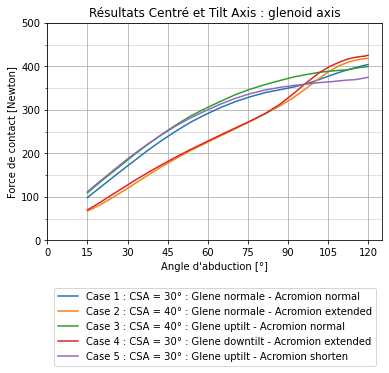 Résultats Centré et Tilt Axis : glenoid axis
Force de contact [Newton]
500
400
300
200
100
0
0 15 30 45 60 75 90 105 120
Angle d'abduction [°]
Case 1 : CSA = 30° : Glene normale - Acromion normal
Case 2 : CSA = 40° : Glene normale - Acromion extended
Case 3 : CSA = 40° : Glene uptilt - Acromion normal
Case 4 : CSA = 30° : Glene downtilt - Acromion extended
Case 5 : CSA = 30° : Glene uptilt - Acromion shorten